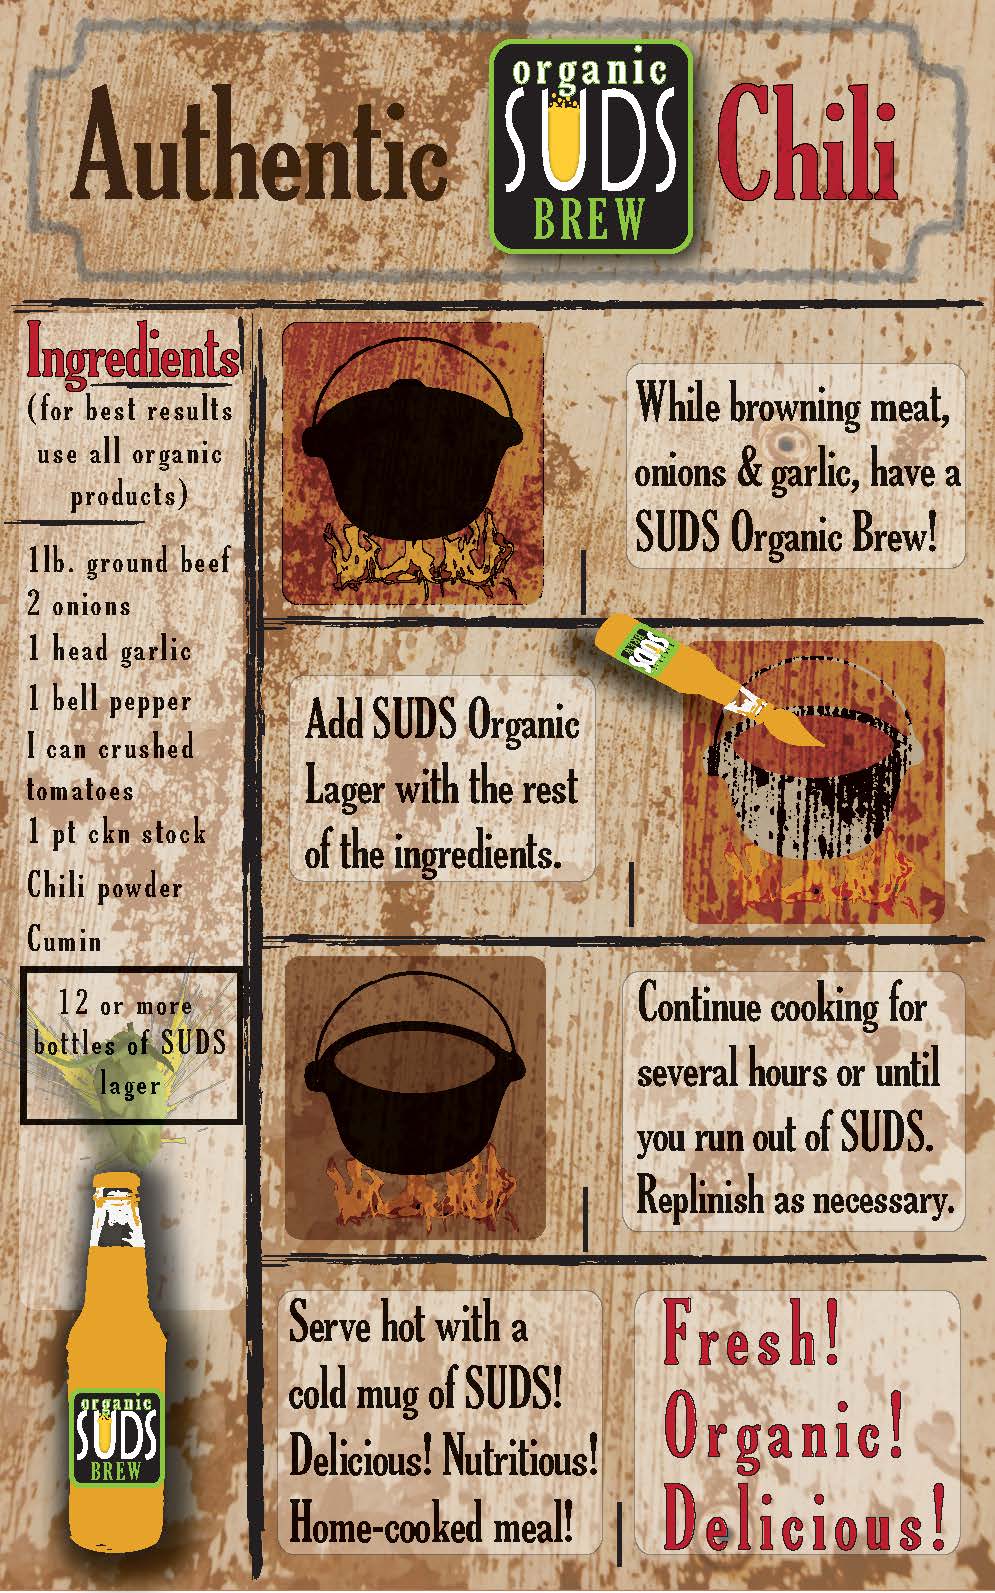 Authentic
organic
SUDS
BREW
Chili
Ingredients
(for best results
use all organic
products)
1lb. ground beef
2 onions
1 head garlic
1 bell pepper
I can crushed
tomatoes
1 pt ckn stock
Chili powder
Cumin
12 or more
bottles of SUDS
lager
organic
SUDS
BREW
While browning meat,
onions & garlic, have a
SUDS Organic Brew!
Add SUDS Organic
Lager with the rest
of the ingredients.
SUDS
Continue cooking for
several hours or until
you run out of SUDS.
Replinish as necessary.
Serve hot with a
cold mug of SUDS!
Delicious! Nutritious!
Home-cooked meal!
Fresh!
Organic!
Delicious!